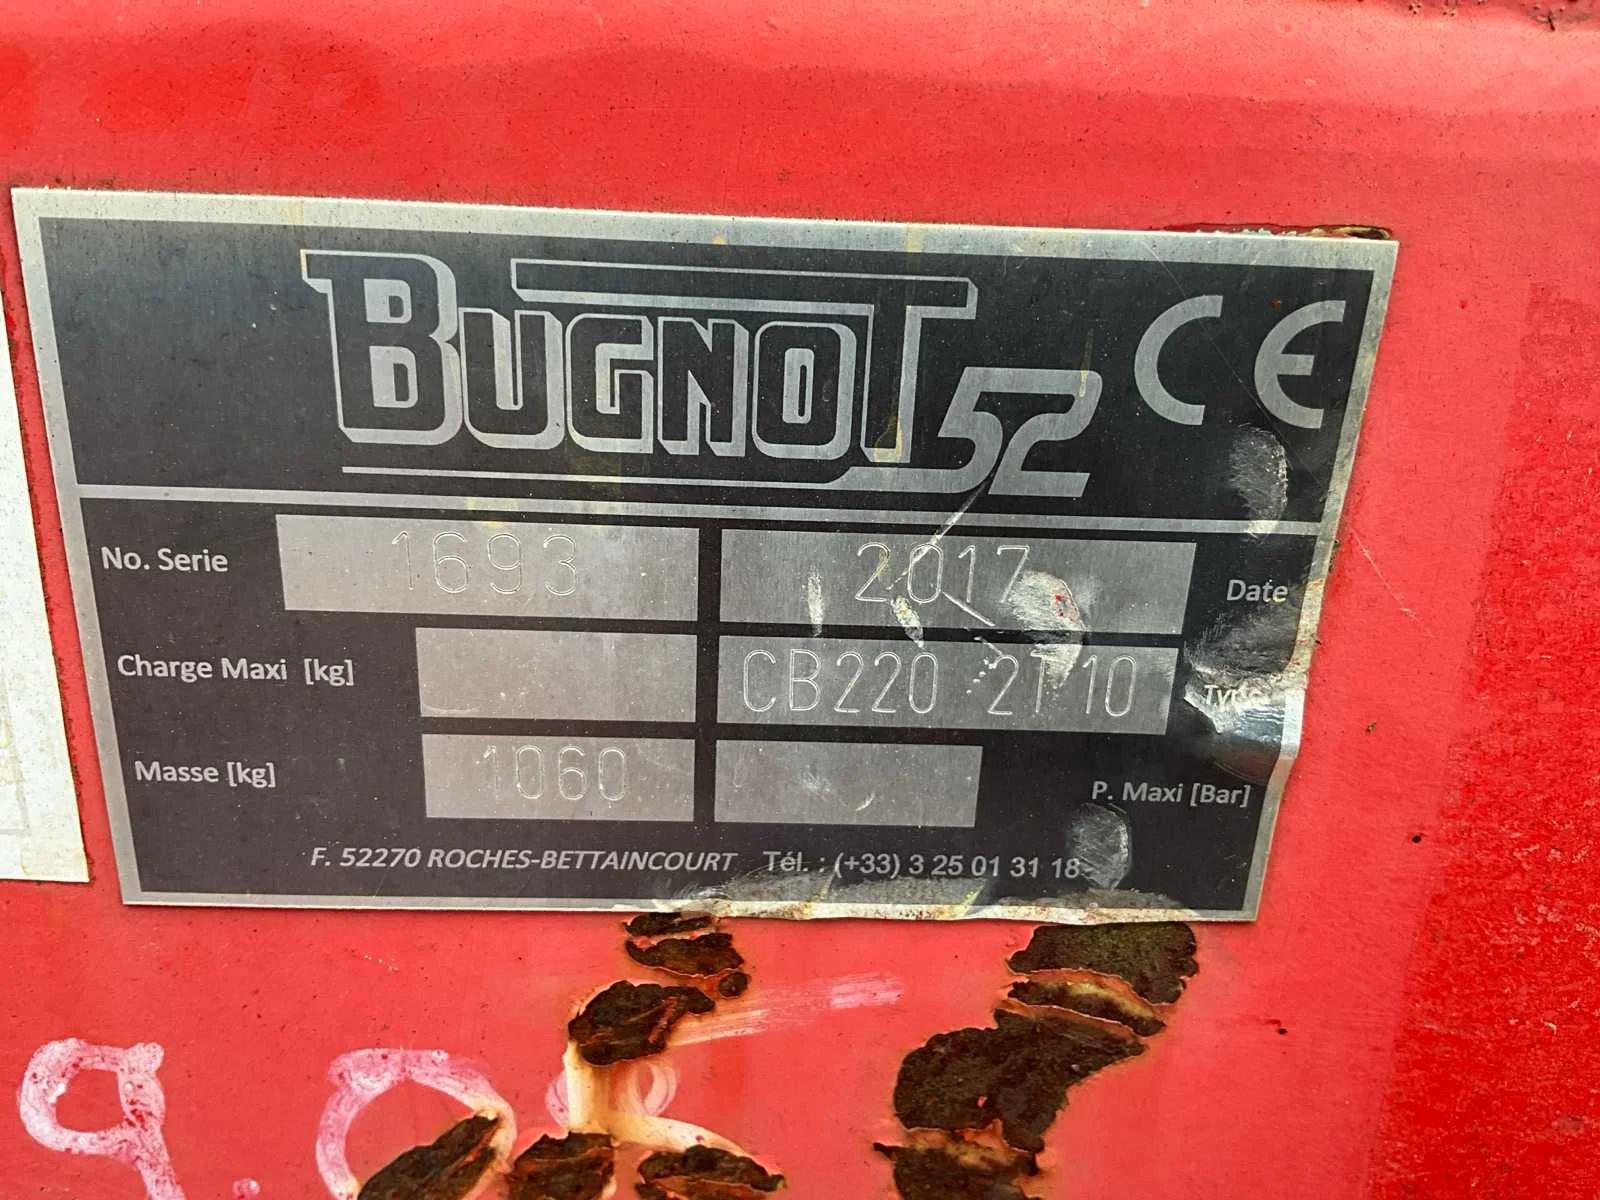 BUGNOT 52 CE
No. Serie 1693 2017 Date
Charge Maxi [kg] CB220 2T10 Type
Masse [kg] 1060 P. Maxi [Bar]
F. 52270 ROCHES-BETTAINCOURT Tél. : (+33) 3 25 01 31 18